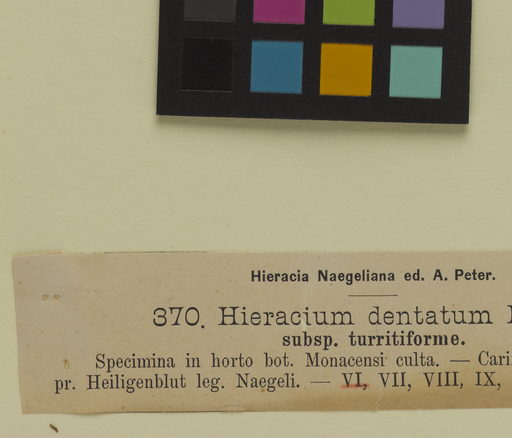 Hieracia Naegeliana ed. A. Peter.
370. Hieracium dentatum
subsp. turritiforme.
Specimina in horto bot. Monacensi culta. —
pr. Heiligenblut leg. Naegeli. — VI, VII, VIII, IX,